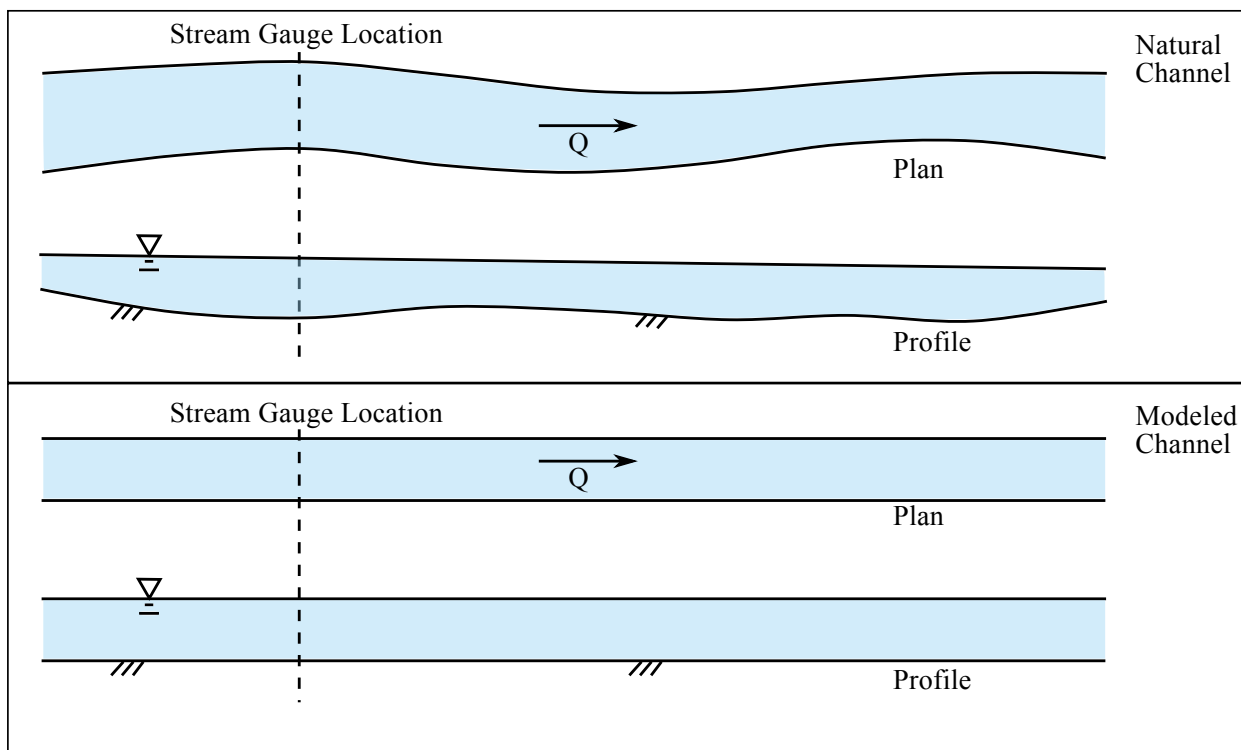 Stream Gauge Location
Natural
Channel
Q
Plan
Profile
Stream Gauge Location
Modeled
Channel
Q
Plan
Profile